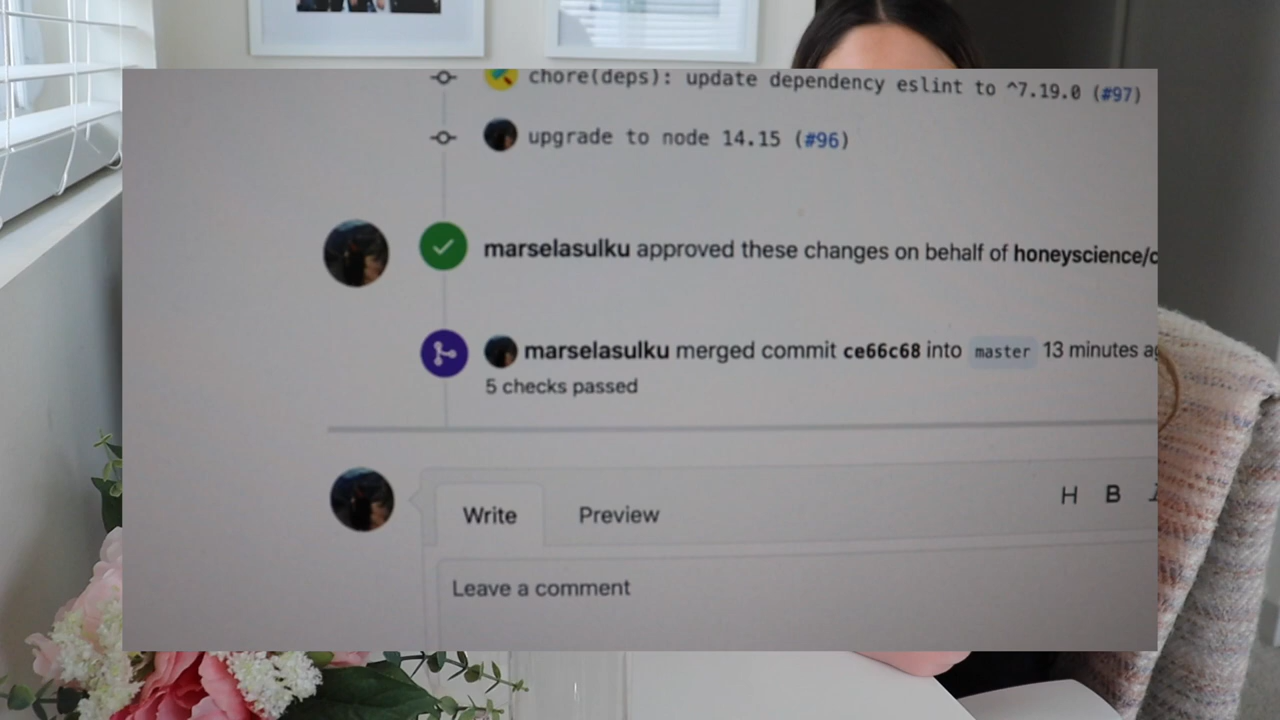 chore(deps): update dependency eslint to ^7.19.0 (#97)
upgrade to node 14.15 (#96)
marselasulku approved these changes on behalf of honeyscience/
marselasulku merged commit ce66c68 into master 13 minutes
5 checks passed
Write Preview H B
Leave a comment